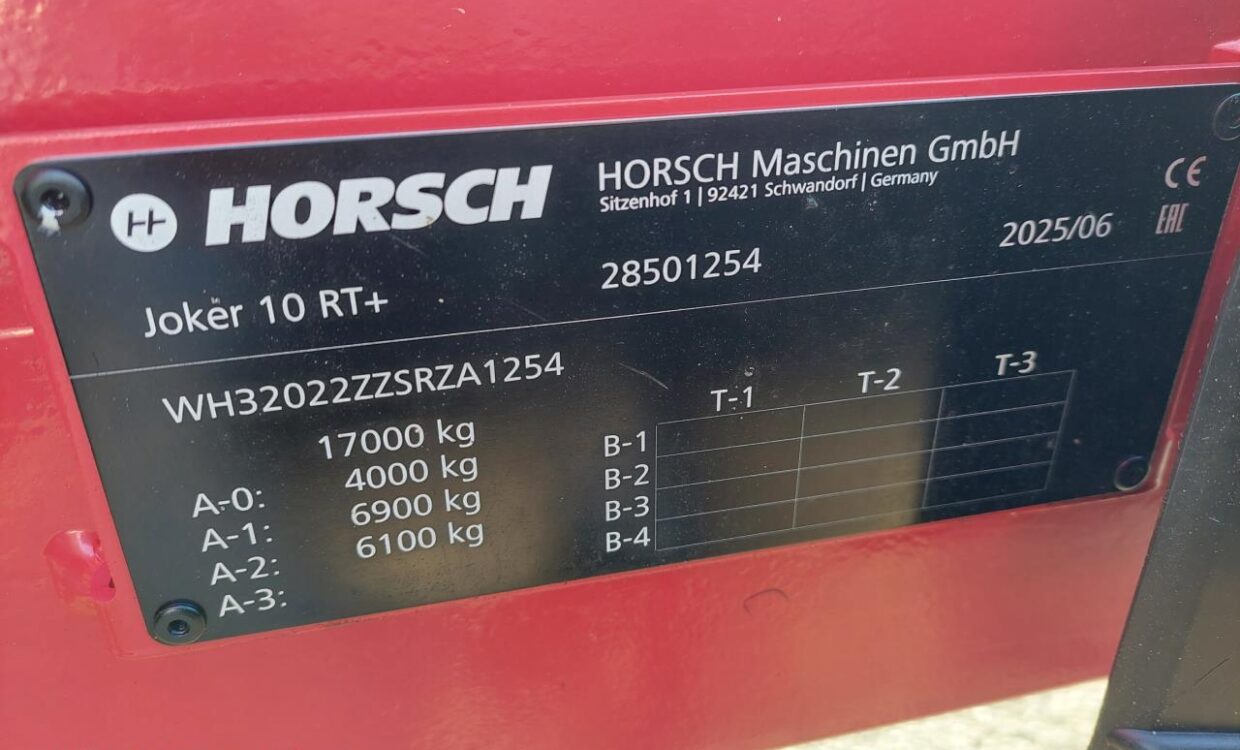 HORSCH
HORSCH Maschinen GmbH
Sitzenhof 1 | 92421 Schwandorf | Germany
CE
Joker 10 RT+
28501254
2025/06
EAC
WH32022ZZSRZA1254
17000 kg
A-0: 4000 kg
A-1: 6900 kg
A-2: 6100 kg
A-3:
T-1 T-2 T-3
B-1
B-2
B-3
B-4